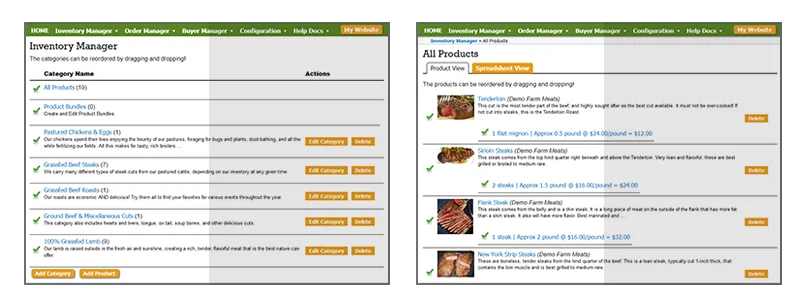 HOME Inventory Manager Order Manager Buyer Manager Configuration Help Docs My Website
Inventory Manager
The categories can be reordered by dragging and dropping!
Category Name Actions
All Products (19)
Product Bundles (0)
Create and Edit Product Bundles
Pastured Chickens & Eggs (1)
Our chickens spend their lives enjoying the bounty of our pastures, foraging for bugs and plants, dust-bathing, and all the
while fertilizing our fields. All this makes for tasty, rich broilers ...
Edit Category Delete
Grassfed Beef Steaks (7)
We carry many different types of steak cuts from our pastured cattle, depending on our inventory at any given time.
Edit Category Delete
Grassfed Beef Roasts (1)
Our roasts are economic AND delicious! Try them all to find your favorites for various events throughout the year
Edit Category Delete
Ground Beef & Miscellaneous Cuts (1)
This category also includes hearts and livers, tongue, ox tail, soup bones, and other delicious cuts.
Edit Category Delete
100% Grassfed Lamb (9)
Our lamb is raised outside in the fresh air and sunshine, creating a rich, tender, flavorful meat that is the best nature can
offer.
Edit Category Delete
Add Category Add Product
HOME Inventory Manager Order Manager Buyer Manager Configuration Help Docs My Website
Inventory Manager » All Products
All Products
Product View Spreadsheet View
The products can be reordered by dragging and dropping!
Tenderloin (Demo Farm Meats)
This cut is the most tender part of the beef, and highly sought after as the best cut available. It must not be over-cooked! If
not cut into steaks, this is the Tenderloin Roast.
Delete
1 filet mignon | Approx 0.5 pound @ $24.00/pound = $12.00
Sirloin Steaks (Demo Farm Meats)
This steak comes from the top hind quarter right beneath and above the Tenderloin. Very lean and flavorful, these are best
grilled or broiled to medium rare.
Delete
2 steaks | Approx 1.5 pound @ $16.00/pound = $24.00
Flank Steak (Demo Farm Meats)
This steak comes from the belly and is a thin steak. It is a long piece of meat on the outside of the flank that has more fat
than a skirt steak. It also will have more flavor. Best marinated and ...
Delete
1 steak | Approx 2 pound @ $16.00/pound = $32.00
New York Strip Steaks (Demo Farm Meats)
These are boneless, tender steaks from the hind quarter of the beef. This is a lean steak, typically cut 1-inch thick, that
contains the loin muscle and is best grilled to medium rare.
Delete